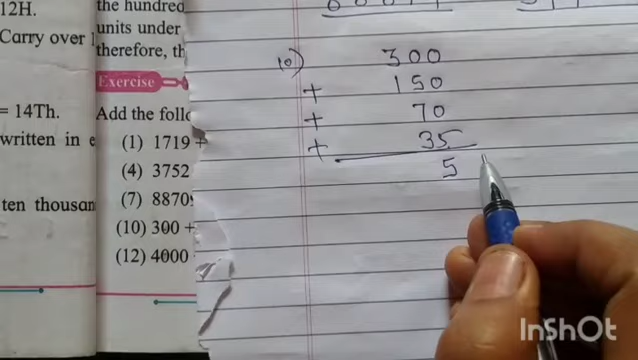 12H.
Carry over
= 14Th.
written in
ten thousan
the hundred
units under
therefore, th
Exercise
Add the follo
(1) 1719 +
(4) 3752
(7) 8870
(10) 300 +
(12) 4000
10) 300
+ 150
+ 70
+ 35
5
InShOt